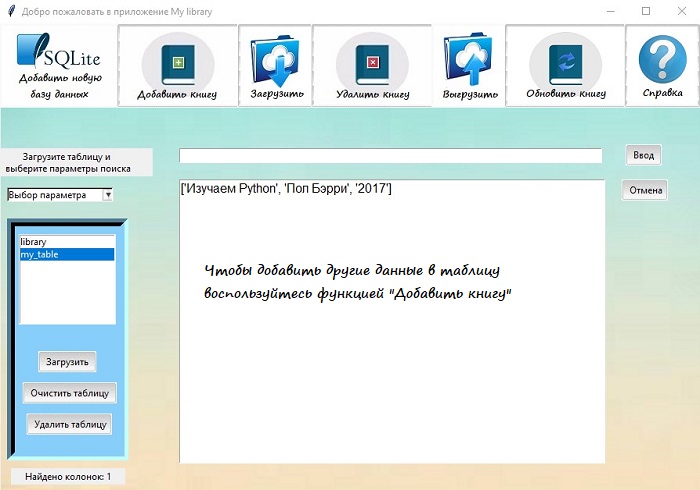 Добро пожаловать в приложение My library
SQLite
Добавить новую
базу данных
Добавить книгу
Загрузить
Удалить книгу
Выгрузить
Обновить книгу
?
Справка
Загрузите таблицу и
выберите параметры поиска
Ввод
Выбор параметра
['Изучаем Python', 'Пол Бэрри', '2017']
Отмена
library
my_table
Чтобы добавить другие данные в таблицу
воспользуйтесь функцией "Добавить книгу"
Загрузить
Очистить таблицу
Удалить таблицу
Найдено колонок: 1